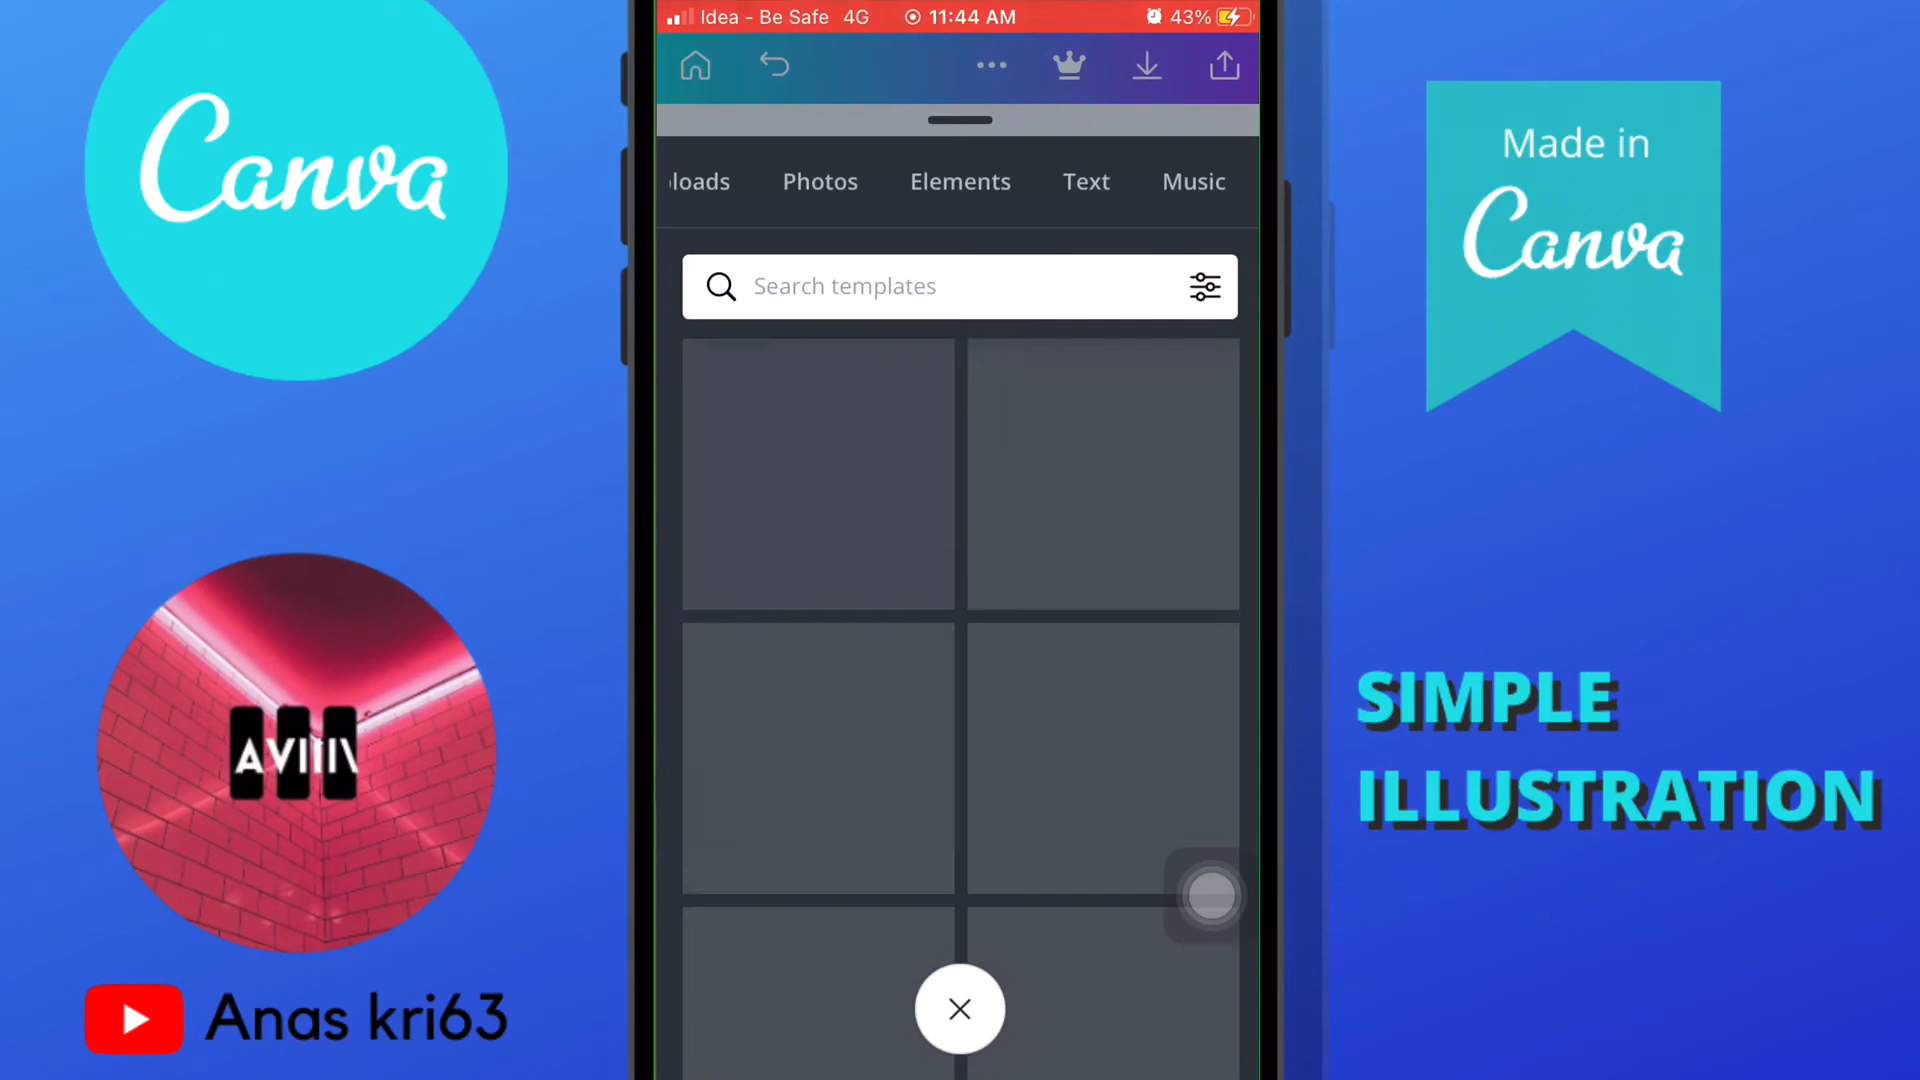 Canva
Idea - Be Safe 4G 11:44 AM 43%
loads Photos Elements Text Music
Search templates
Made in
Canva
SIMPLE
ILLUSTRATION
Anas kri63